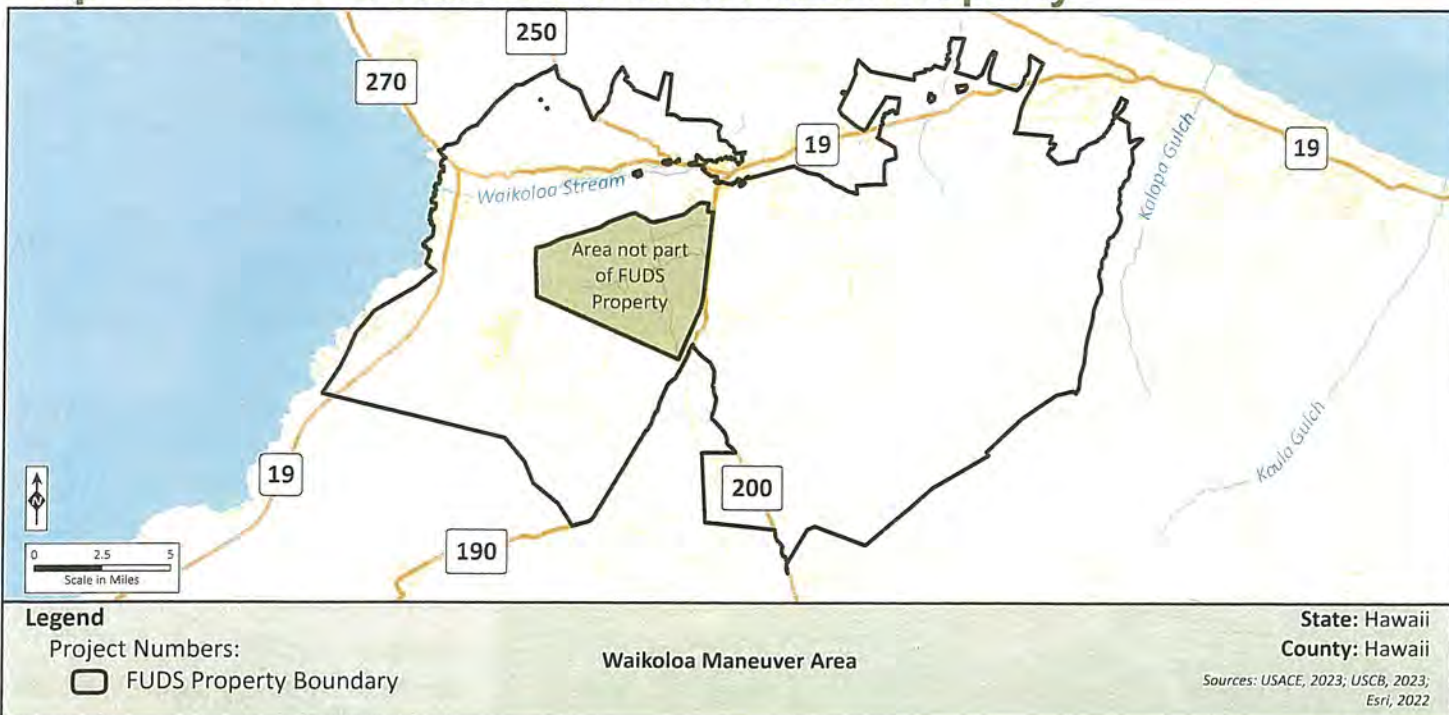 250
270
19
19
Waikoloa Stream
Kalopa Gulch
Area not part
of FUDS
Property
Kaula Gulch
19
200
190
N
0 2.5 5
Scale in Miles
Legend
Project Numbers:
FUDS Property Boundary
Waikoloa Maneuver Area
State: Hawaii
County: Hawaii
Sources: USACE, 2023; USCB, 2023,
Esri, 2022